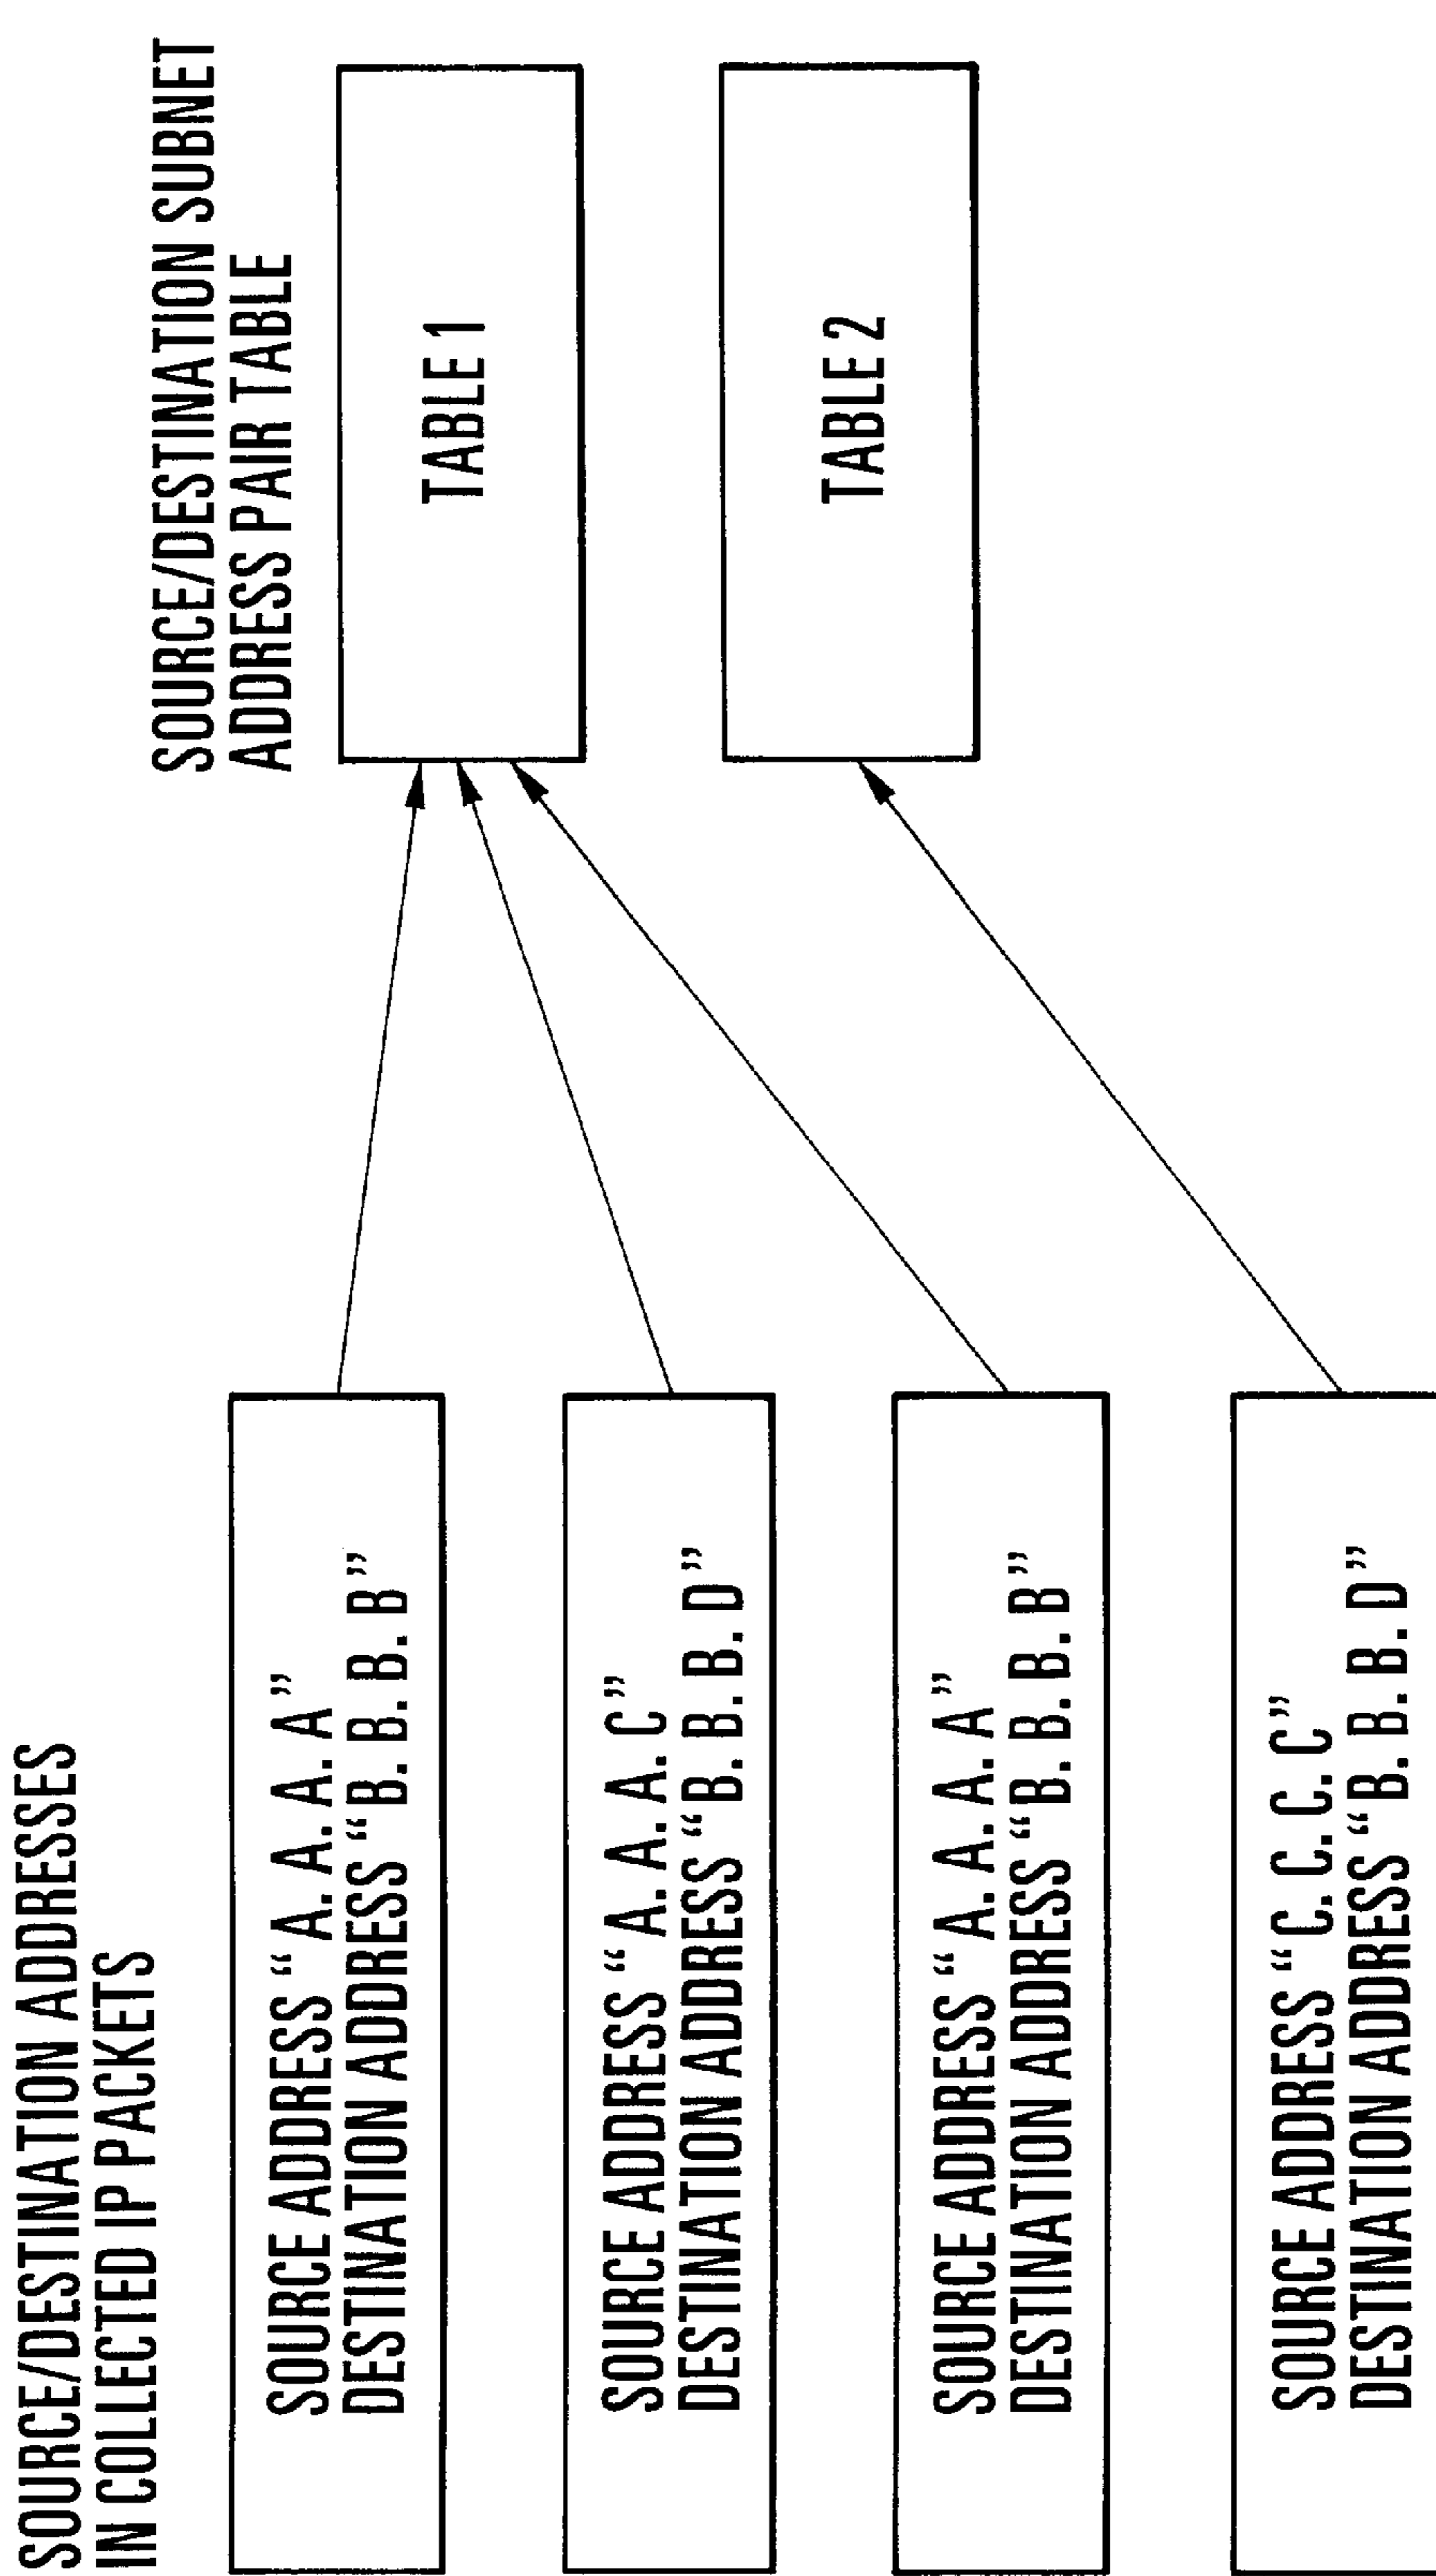 SOURCE/DESTINATION ADDRESSES
IN COLLECTED IP PACKETS
SOURCE ADDRESS “A. A. A. A”
DESTINATION ADDRESS “B. B. B. B”
SOURCE ADDRESS “A. A. A. C”
DESTINATION ADDRESS “B. B. B. D”
SOURCE ADDRESS “A. A. A. A”
DESTINATION ADDRESS “B. B. B. B”
SOURCE ADDRESS “C. C. C. C”
DESTINATION ADDRESS “B. B. B. D”
SOURCE/DESTINATION SUBNET
ADDRESS PAIR TABLE
TABLE 1
TABLE 2